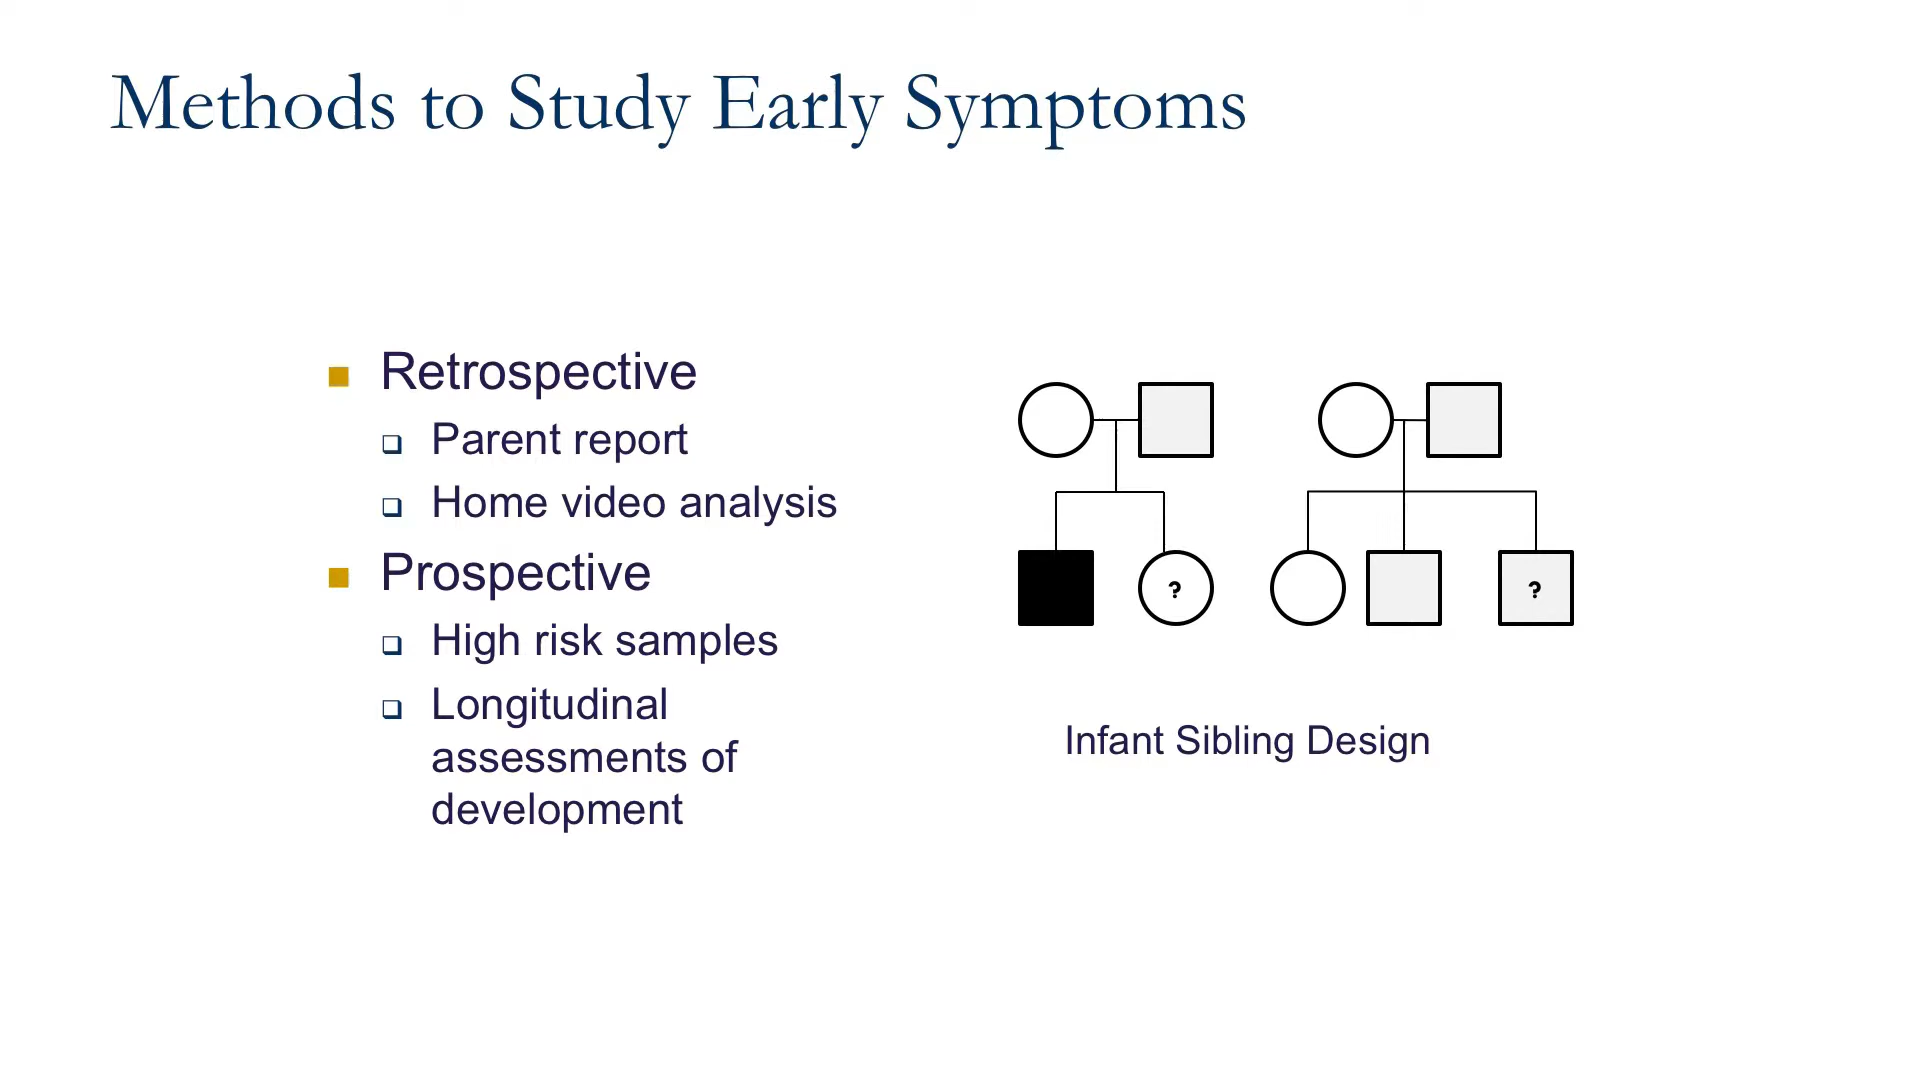 Methods to Study Early Symptoms
Retrospective
Parent report
Home video analysis
Prospective
High risk samples
Longitudinal
assessments of
development
?
?
Infant Sibling Design